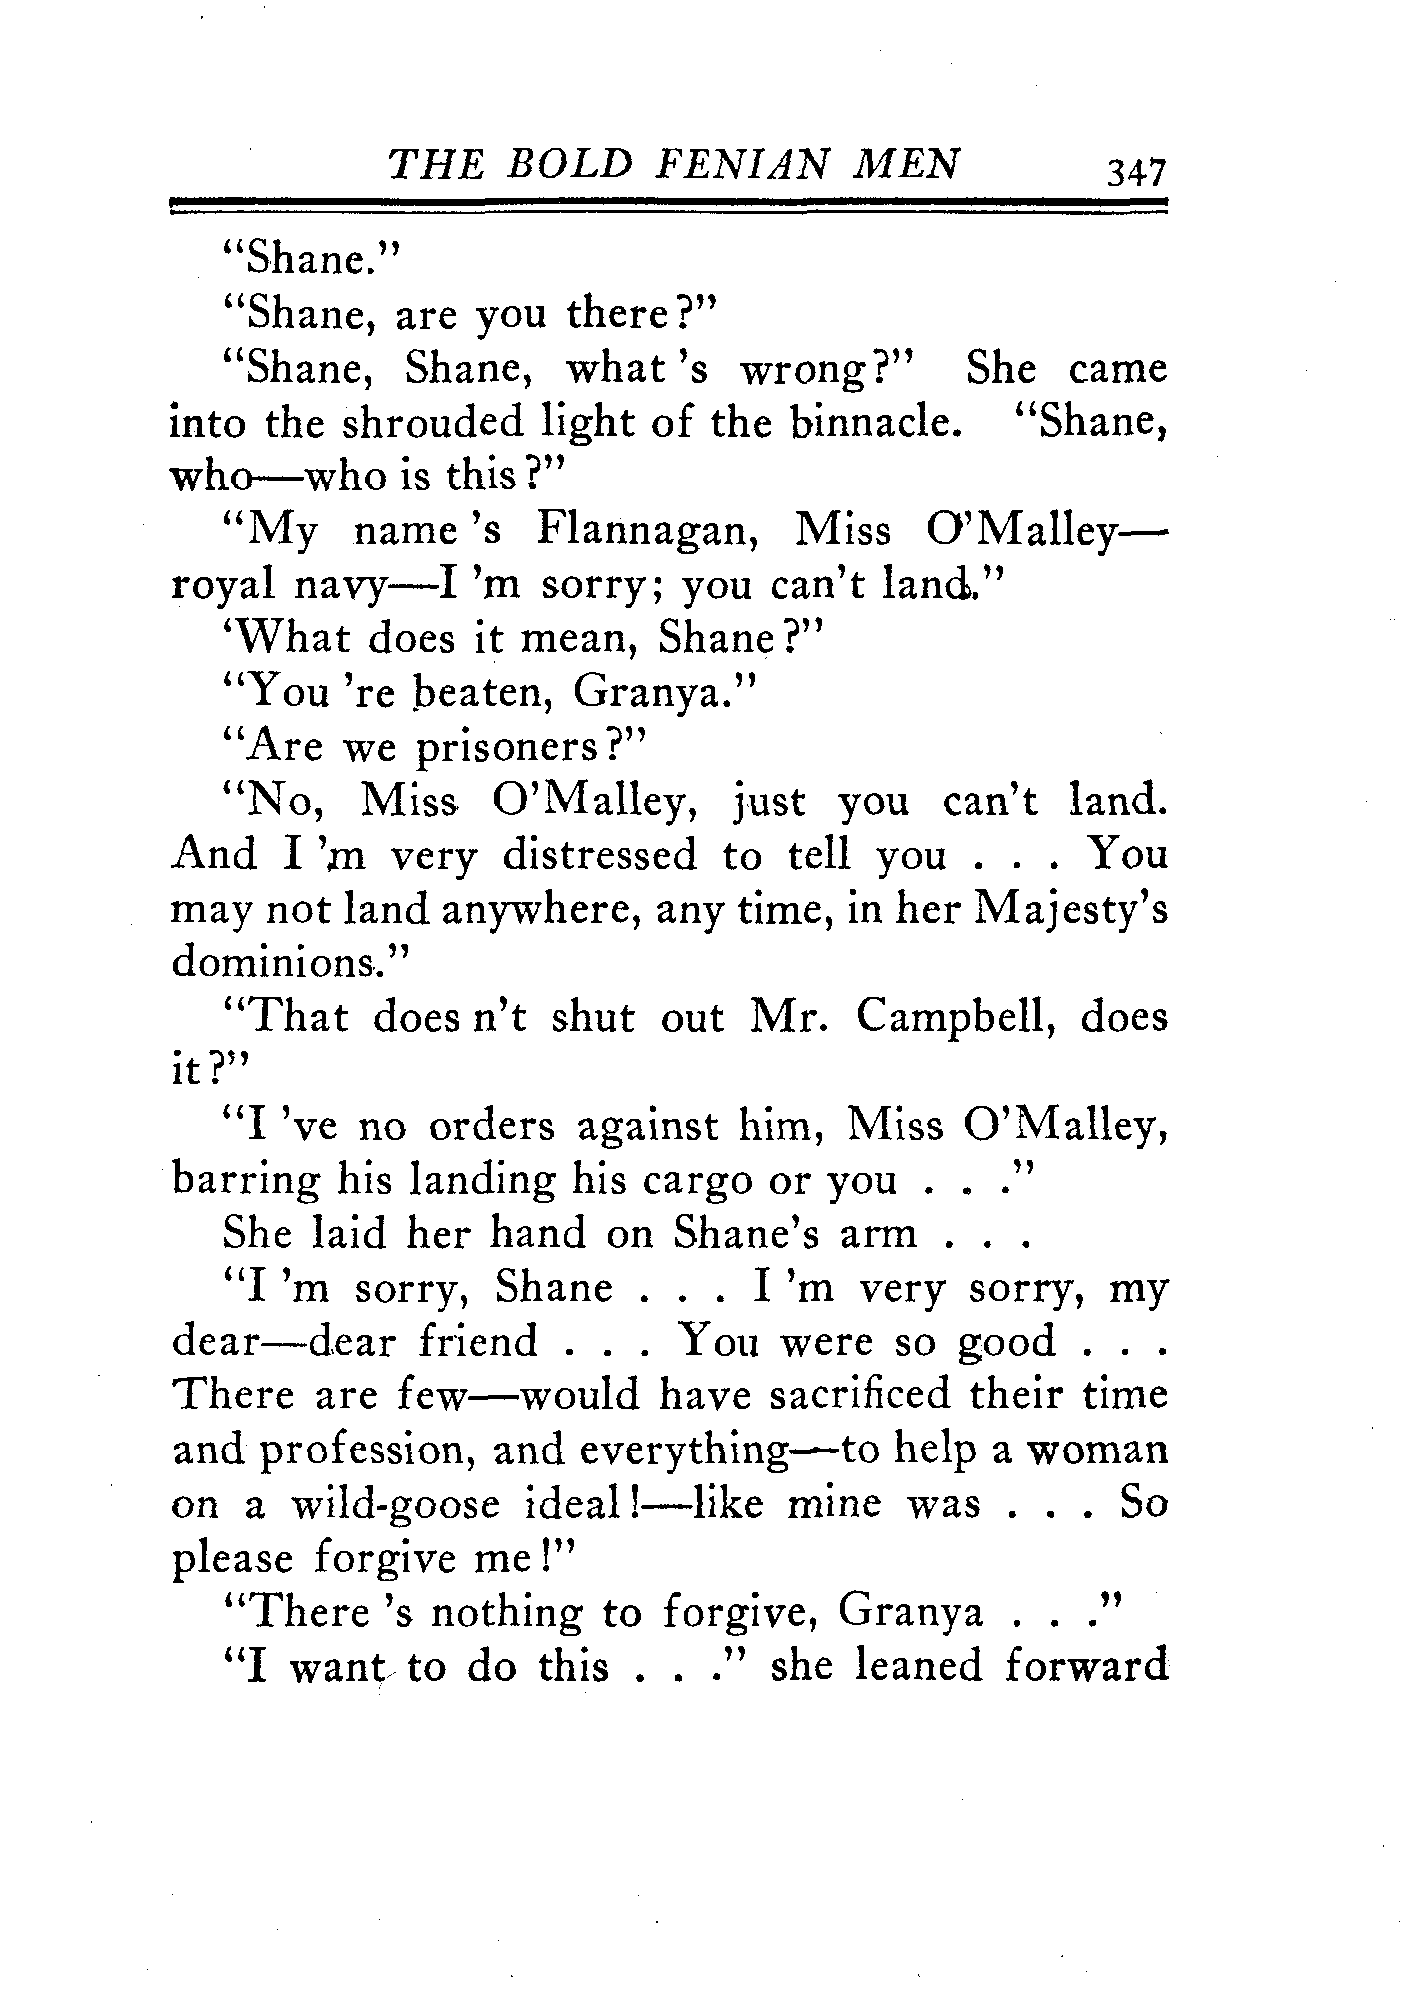 THE BOLD FENIAN MEN 347
“Shane.”
“Shane, are you there?”
“Shane, Shane, what 's wrong?” She came
into the shrouded light of the binnacle. “Shane,
who—who is this?”
“My name 's Flannagan, Miss O'Malley—
royal navy—I 'm sorry; you can't land.”
‘What does it mean, Shane?”
“You 're beaten, Granya.”
“Are we prisoners?”
“No, Miss O'Malley, just you can't land.
And I 'm very distressed to tell you . . . You
may not land anywhere, any time, in her Majesty's
dominions.”
“That does n't shut out Mr. Campbell, does
it?”
“I 've no orders against him, Miss O'Malley,
barring his landing his cargo or you . . .”
She laid her hand on Shane's arm . . .
“I 'm sorry, Shane . . . I 'm very sorry, my
dear—dear friend . . . You were so good . . .
There are few—would have sacrificed their time
and profession, and everything—to help a woman
on a wild-goose ideal!—like mine was . . . So
please forgive me!”
“There 's nothing to forgive, Granya . . .”
“I want to do this . . .” she leaned forward